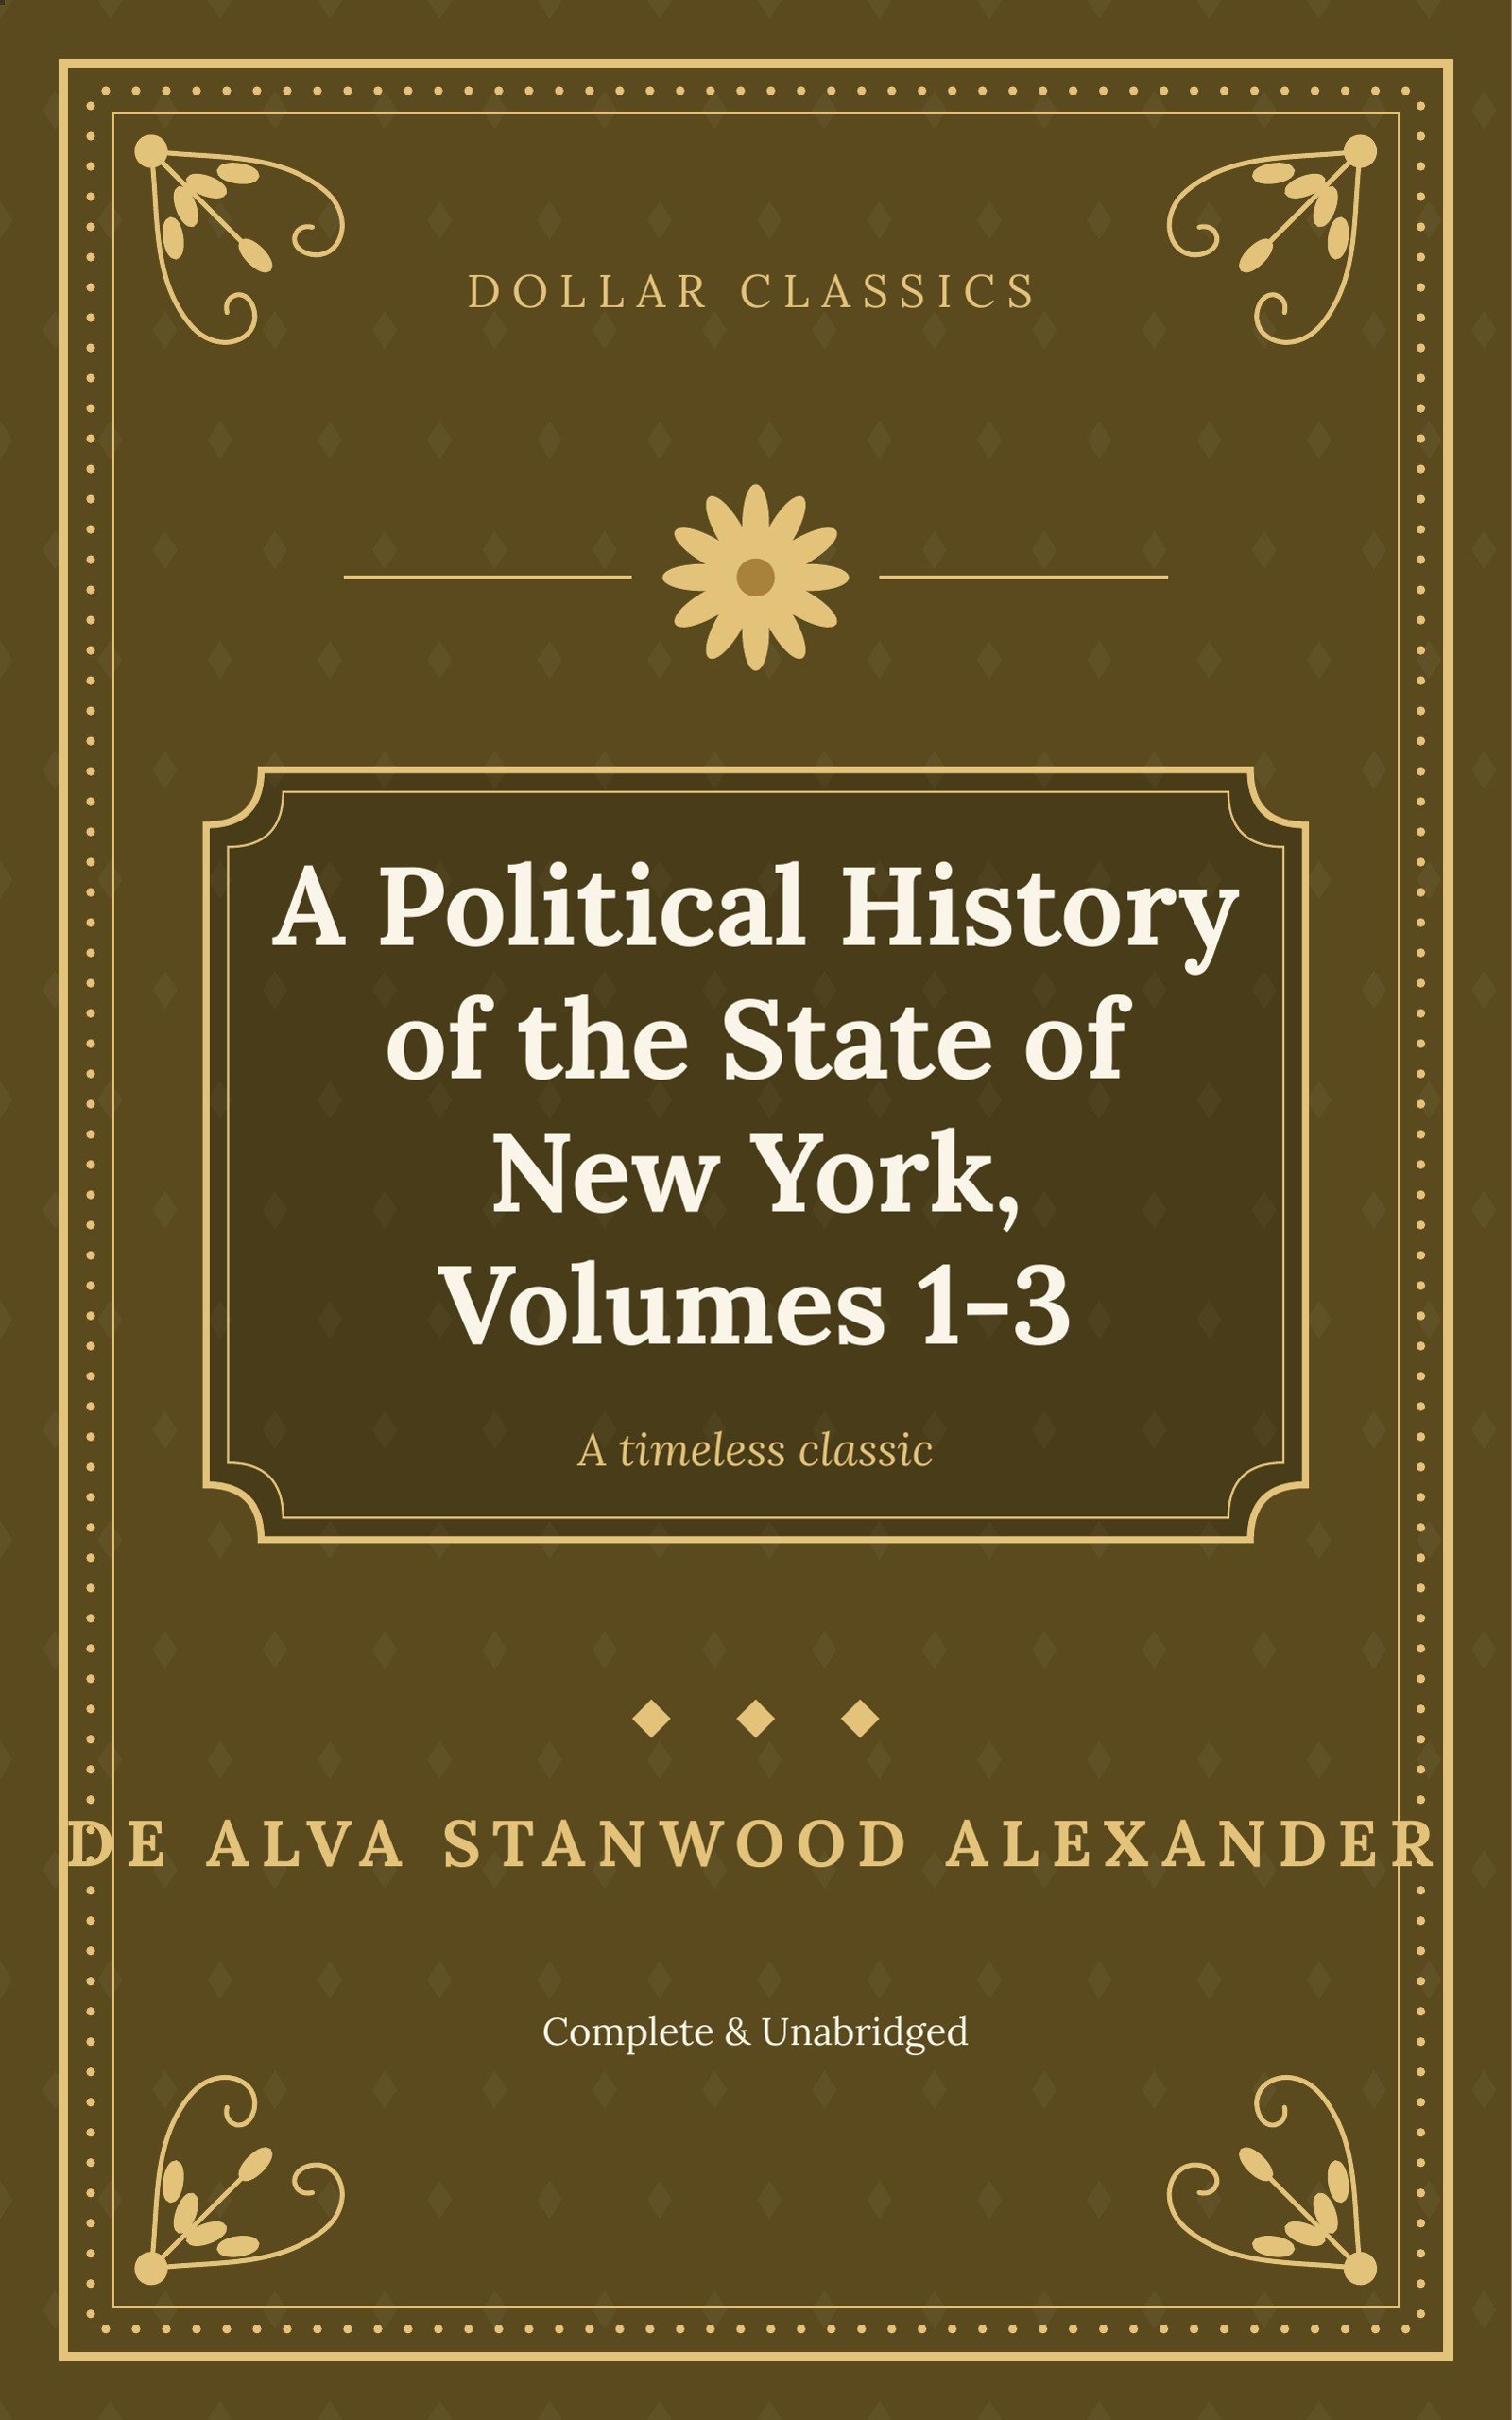 DOLLAR CLASSICS
A Political History
of the State of
New York,
Volumes 1–3
A timeless classic
DE ALVA STANWOOD ALEXANDER
Complete & Unabridged